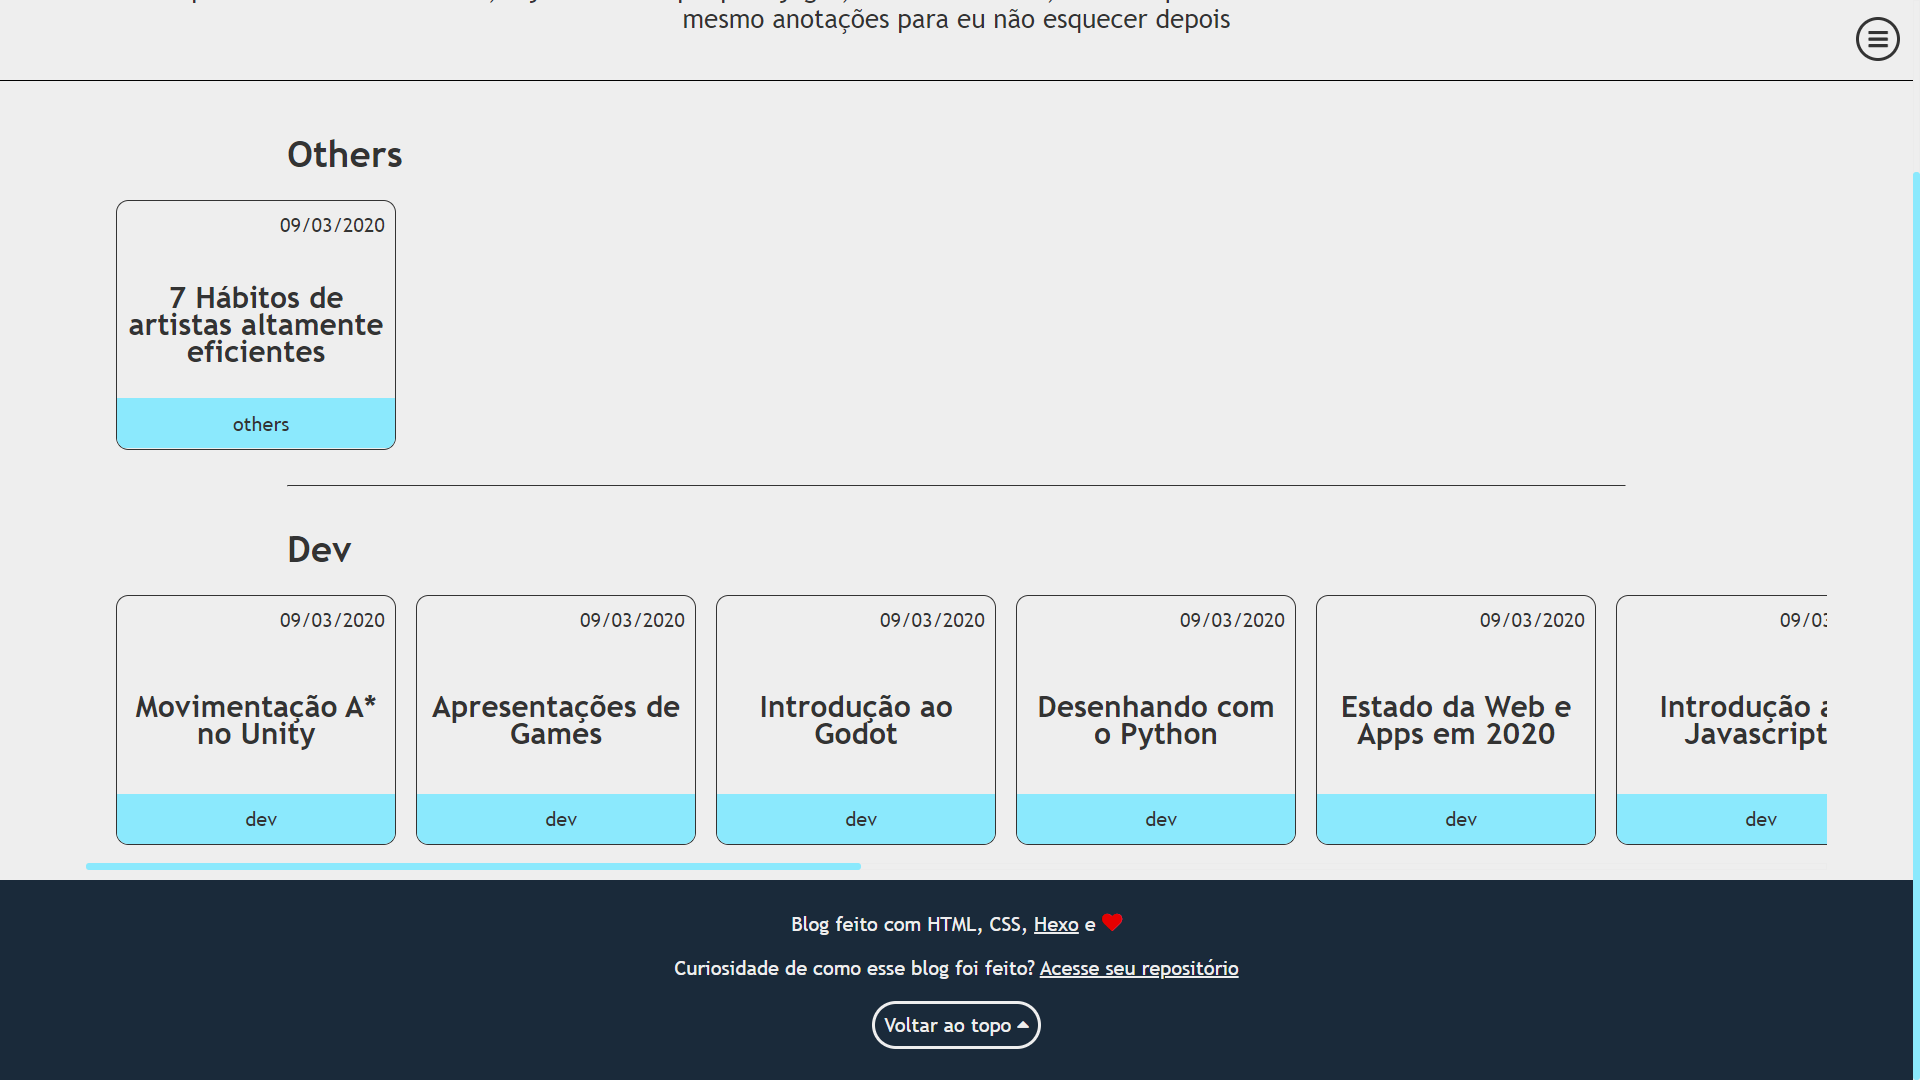 mesmo anotações para eu não esquecer depois
Others
09/03/2020
7 Hábitos de
artistas altamente
eficientes
others
Dev
09/03/2020
Movimentação A*
no Unity
dev
09/03/2020
Apresentações de
Games
dev
09/03/2020
Introdução ao
Godot
dev
09/03/2020
Desenhando com
o Python
dev
09/03/2020
Estado da Web e
Apps em 2020
dev
09/03
Introdução a
Javascript
dev
Blog feito com HTML, CSS, Hexo e
Curiosidade de como esse blog foi feito? Acesse seu repositório
Voltar ao topo